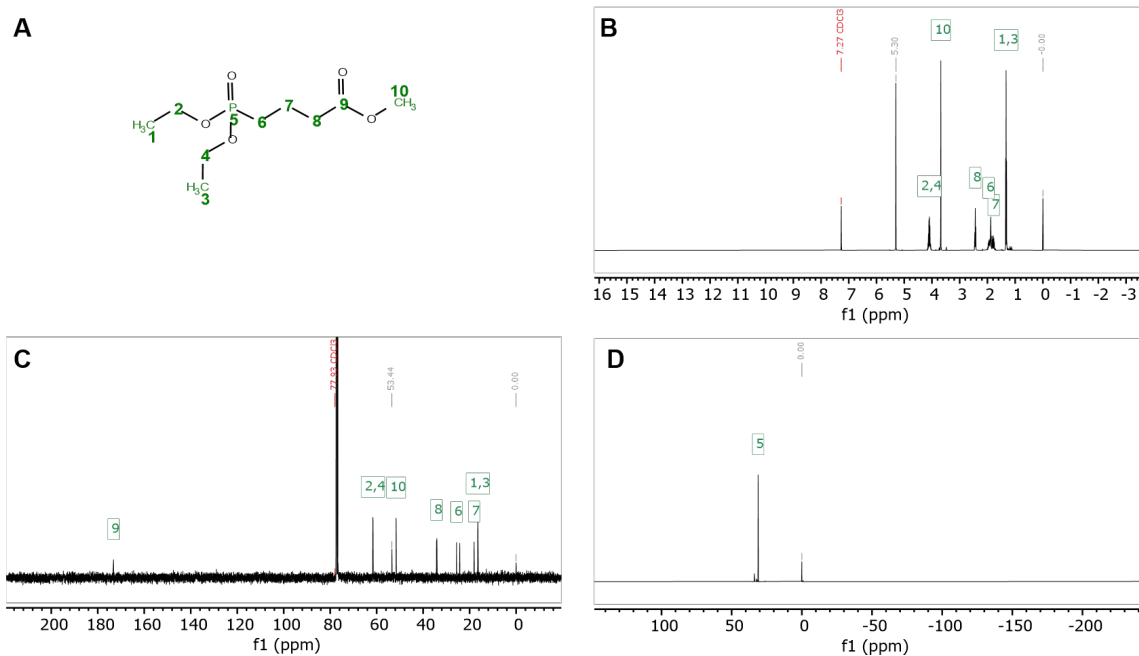 A
O
O
10
CH₃
2
7
P
9
H₃C
1
O
5
6
8
O
O
4
H₃C
3
B
7.27 CDCl3
5.30
-0.00
10
1,3
2,4
8
6
7
16 15 14 13 12 11 10 9 8 7 6 5 4 3 2 1 0 -1 -2 -3
f1 (ppm)
C
77.93 CDCl3
53.44
0.00
9
2,4
10
8
6
7
1,3
200 180 160 140 120 100 80 60 40 20 0
f1 (ppm)
D
0.00
5
100 50 0 -50 -100 -150 -200
f1 (ppm)